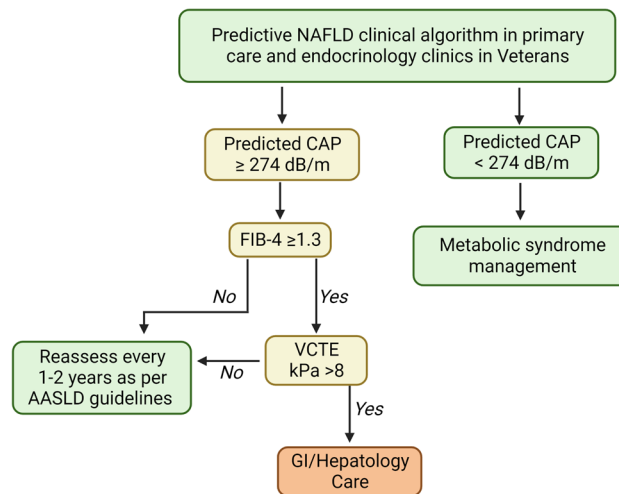 Predictive NAFLD clinical algorithm in primary
care and endocrinology clinics in Veterans
Predicted CAP
≥ 274 dB/m
Predicted CAP
< 274 dB/m
FIB-4 ≥1.3
Metabolic syndrome
management
No
Yes
Reassess every
1-2 years as per
AASLD guidelines
No
VCTE
kPa >8
Yes
GI/Hepatology
Care